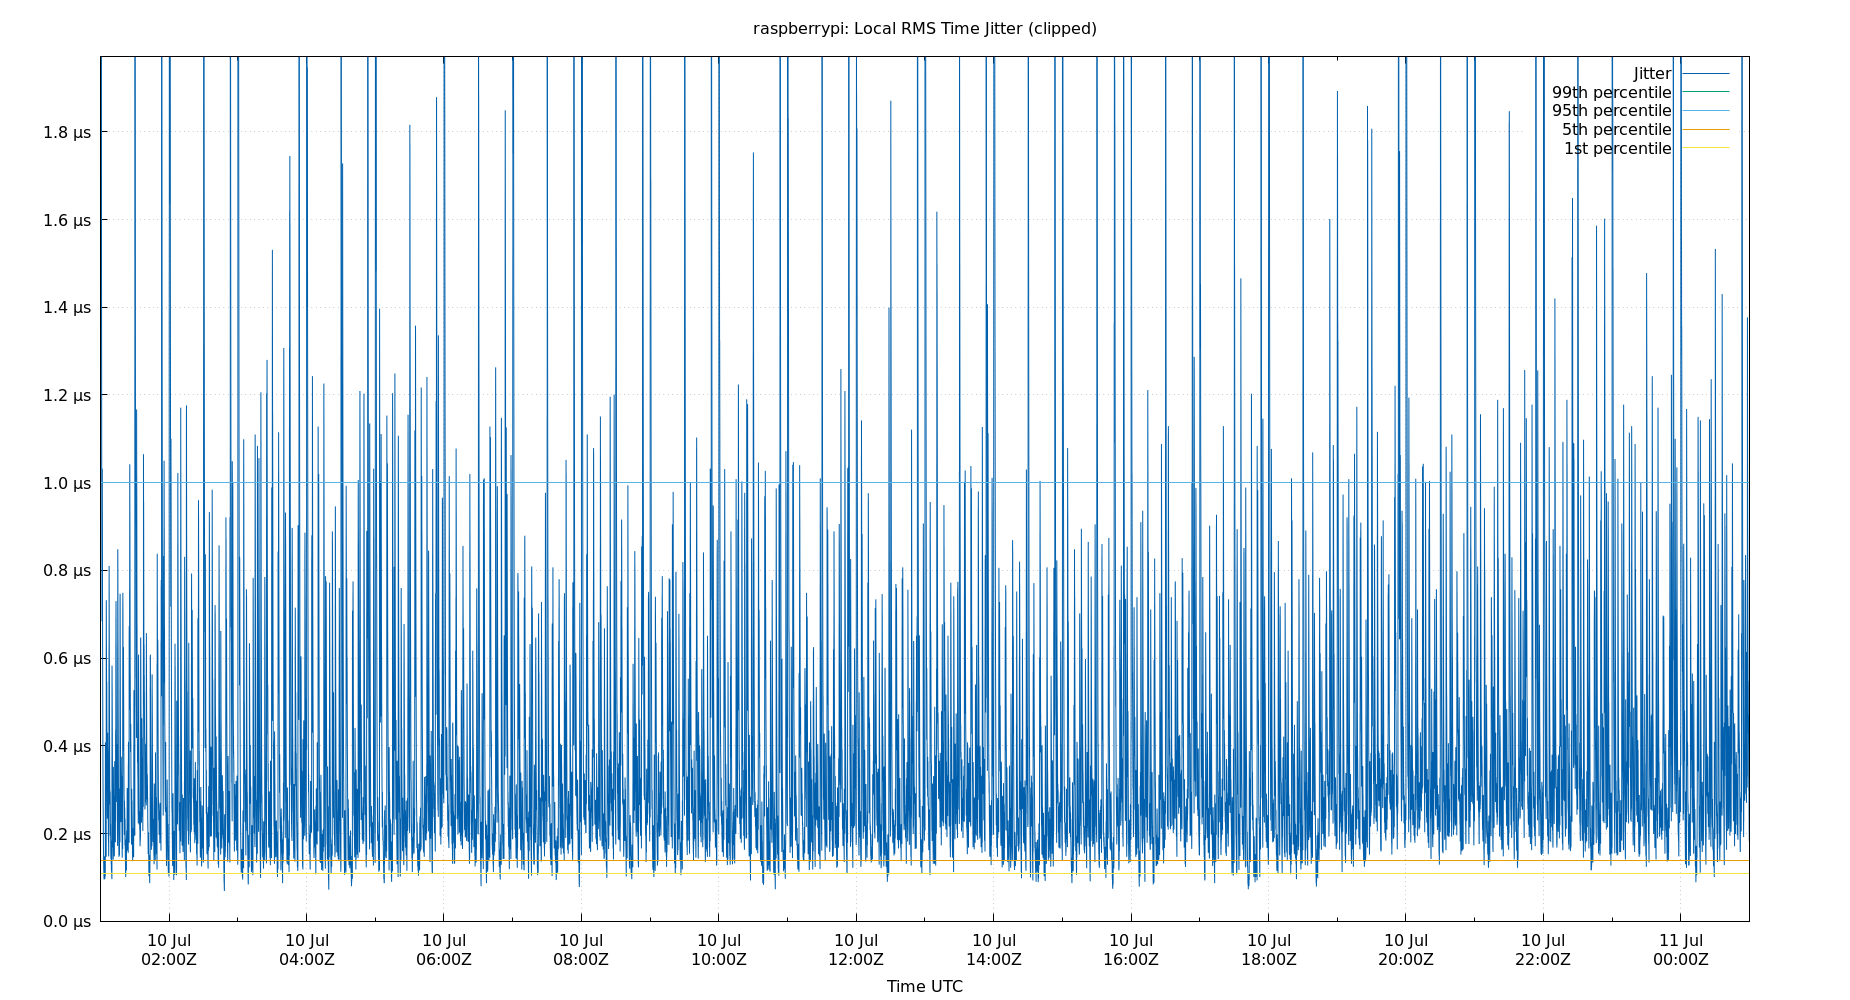 raspberrypi: Local RMS Time Jitter (clipped)
Jitter
99th percentile
95th percentile
5th percentile
1st percentile
1.8 µs
1.6 µs
1.4 µs
1.2 µs
1.0 µs
0.8 µs
0.6 µs
0.4 µs
0.2 µs
0.0 µs
10 Jul 10 Jul 10 Jul 10 Jul 10 Jul 10 Jul 10 Jul 10 Jul 10 Jul 10 Jul 10 Jul 11 Jul
02:00Z 04:00Z 06:00Z 08:00Z 10:00Z 12:00Z 14:00Z 16:00Z 18:00Z 20:00Z 22:00Z 00:00Z
Time UTC